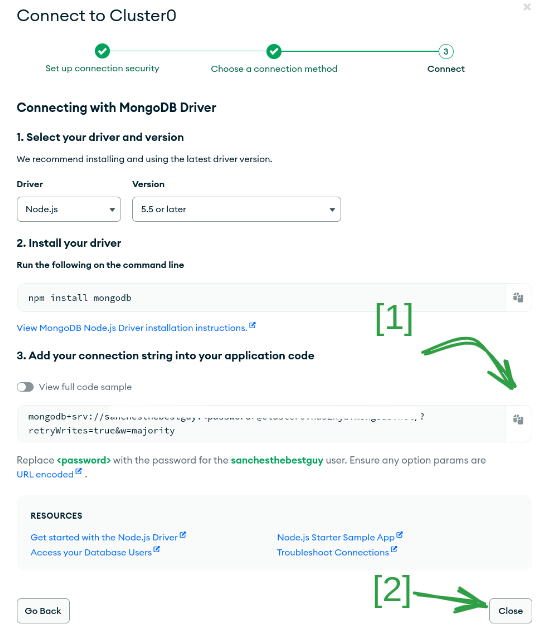 Connect to Cluster0
×
Set up connection security
Choose a connection method
3
Connect
Connecting with MongoDB Driver
1. Select your driver and version
We recommend installing and using the latest driver version.
Driver
Version
Node.js
5.5 or later
2. Install your driver
Run the following on the command line
npm install mongodb
[1]
View MongoDB Node.js Driver installation instructions.
3. Add your connection string into your application code
View full code sample
mongodb+srv://sanchesthebestguy
retryWrites=true&w=majority
Replace <password> with the password for the sanchesthebestguy user. Ensure any option params are
URL encoded .
RESOURCES
Get started with the Node.js Driver
Node.js Starter Sample App
Access your Database Users
Troubleshoot Connections
[2]
Go Back
Close